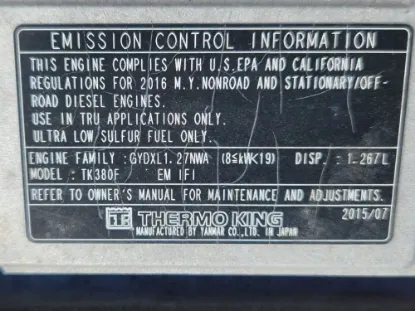 EMISSION CONTROL INFORMATION
THIS ENGINE COMPLIES WITH U.S.EPA AND CALIFORNIA
REGULATIONS FOR 2016 M.Y.NONROAD AND STATIONARY/OFF-
ROAD DIESEL ENGINES.
USE IN TRU APPLICATIONS ONLY.
ULTRA LOW SULFUR FUEL ONLY.
ENGINE FAMILY : GYDXL1.27NWA (8≤kW<19) DISP. : 1.267L
MODEL : TK380F EM IFI
REFER TO OWNER'S MANUAL FOR MAINTENANCE AND ADJUSTMENTS.
THERMO KING 2015/07
MANUFACTURED BY YANMAR CO.,LTD. IN JAPAN